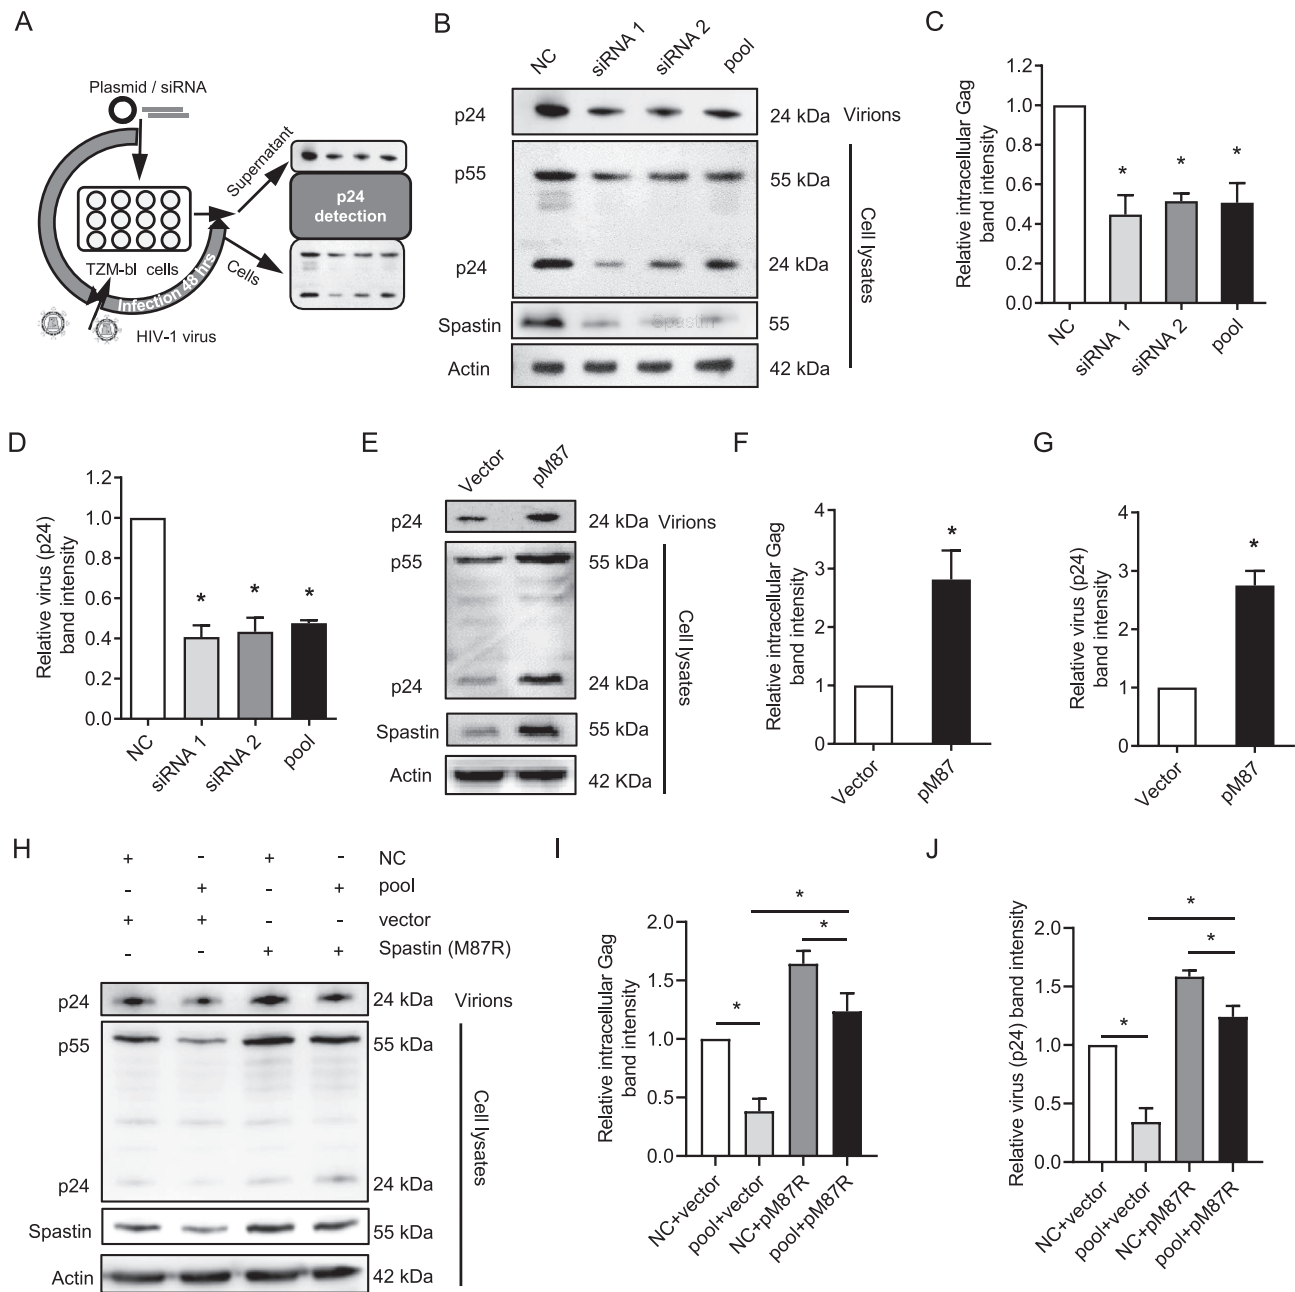 A
Plasmid / siRNA
Supernatant
p24
detection
TZM-bl cells
Infection 48 hrs
Cells
HIV-1 virus
B
NC
siRNA 1
siRNA 2
pool
p24
24 kDa
Virions
p55
55 kDa
p24
24 kDa
Spastin
Spastin
55
Actin
42 kDa
Cell lysates
C
Relative intracellular Gag
band intensity
1.2
1.0
0.8
0.6
0.4
0.2
0.0
*
*
*
NC
siRNA 1
siRNA 2
pool
D
Relative virus (p24)
band intensity
1.2
1.0
0.8
0.6
0.4
0.2
0.0
*
*
*
NC
siRNA 1
siRNA 2
pool
E
Vector
pM87
p24
24 kDa
Virions
p55
55 kDa
p24
24 kDa
Spastin
55 kDa
Actin
42 KDa
Cell lysates
F
Relative intracellular Gag
band intensity
4
3
2
1
0
*
Vector
pM87
G
Relative virus (p24)
band intensity
4
3
2
1
0
*
Vector
pM87
H
+ - + - NC
- + - + pool
+ + - - vector
- - + + Spastin (M87R)
p24
24 kDa
Virions
p55
55 kDa
p24
24 kDa
Spastin
55 kDa
Actin
42 kDa
Cell lysates
I
Relative intracellular Gag
band intensity
2.0
1.5
1.0
0.5
0.0
*
*
*
NC+vector
pool+vector
NC+pM87R
pool+pM87R
J
Relative virus (p24) band intensity
2.0
1.5
1.0
0.5
0.0
*
*
*
NC+vector
pool+vector
NC+pM87R
pool+pM87R